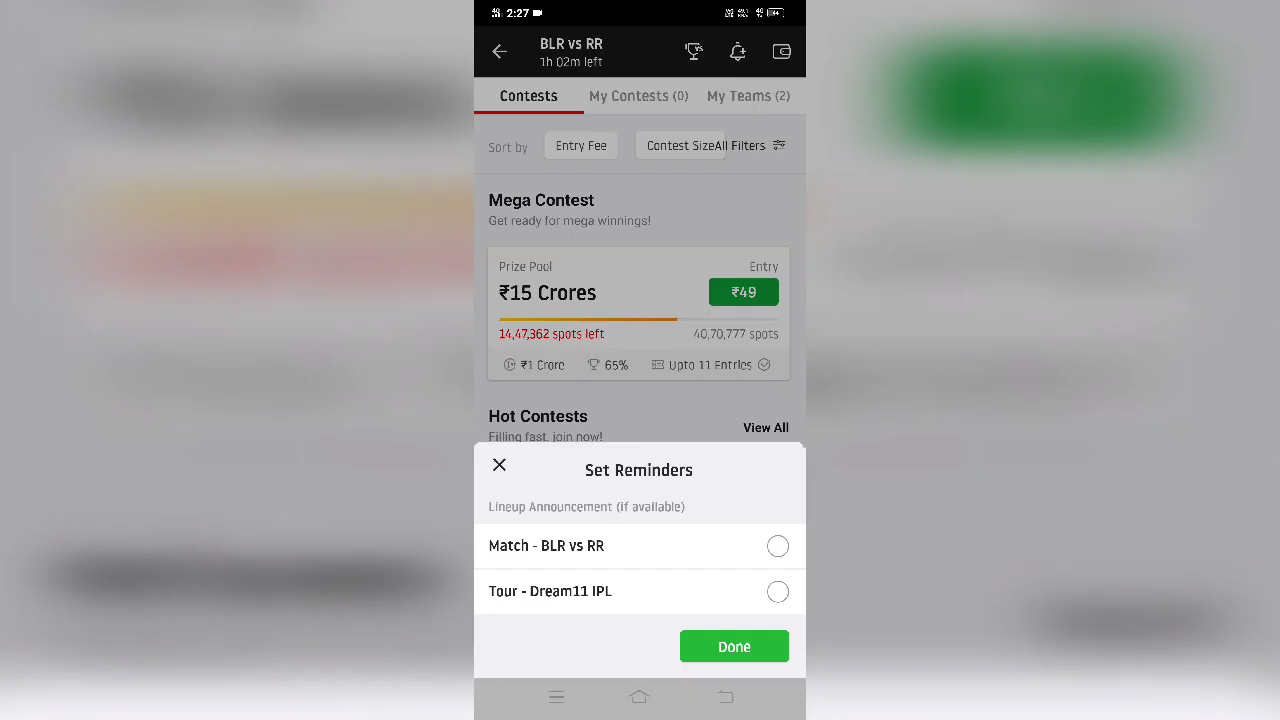 4G 2:27
BLR vs RR
1h 02m left
Contests My Contests (0) My Teams (2)
Sort by Entry Fee Contest Size All Filters
Mega Contest
Get ready for mega winnings!
Prize Pool Entry
₹15 Crores ₹49
14,47,362 spots left 40,70,777 spots
₹1 Crore 65% Upto 11 Entries
Hot Contests
View All
Filling fast, join now!
Set Reminders
Lineup Announcement (if available)
Match - BLR vs RR
Tour - Dream11 IPL
Done